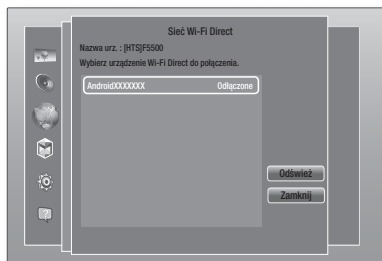 Sieć Wi-Fi Direct
Nazwa urz. : [HTS]F5500
Wybierz urządzenie Wi-Fi Direct do połączenia.
AndroidXXXXXXX Odłączone
Odśwież
Zamknij